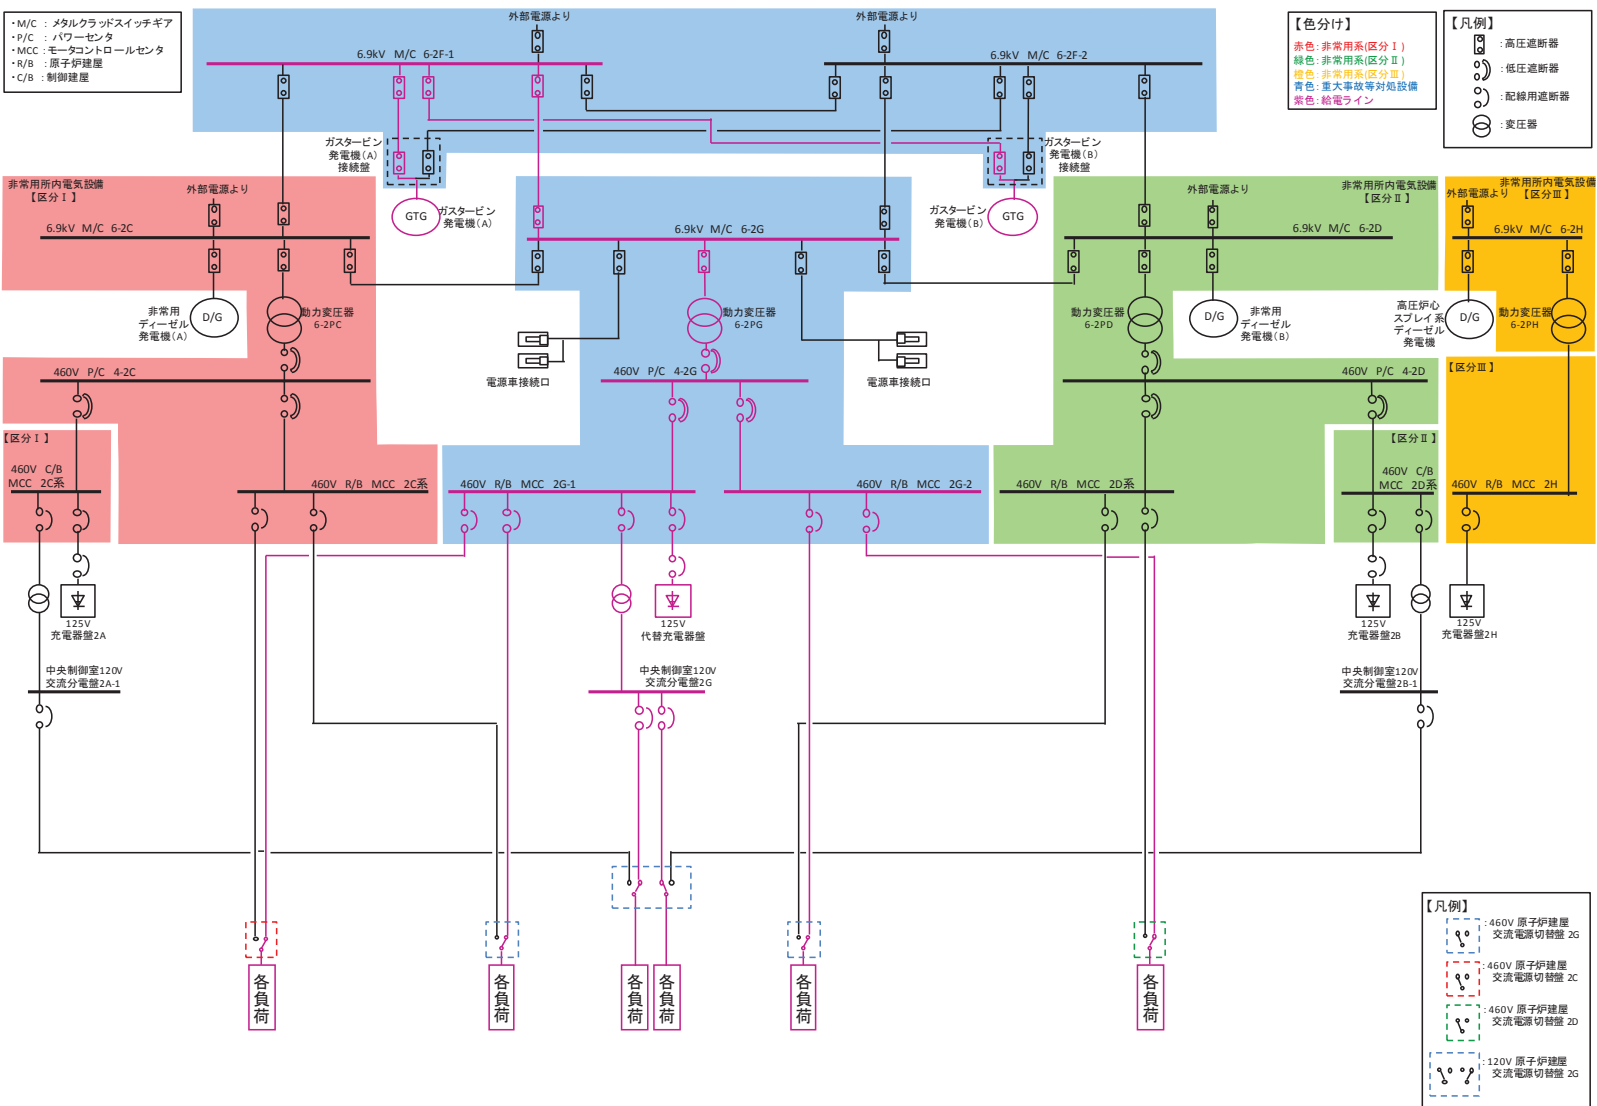 ・M/C ： メタルクラッドスイッチギア
・P/C ： パワーセンタ
・MCC ：モータコントロールセンタ
・R/B ： 原子炉建屋
・C/B ： 制御建屋
外部電源より
外部電源より
6.9kV M/C 6-2F-1
6.9kV M/C 6-2F-2
【色分け】
赤色：非常用系(区分Ⅰ)
緑色：非常用系(区分Ⅱ)
橙色：非常用系(区分Ⅲ)
青色：重大事故等対処設備
紫色：給電ライン
【凡例】
：高圧遮断器
：低圧遮断器
：配線用遮断器
：変圧器
ガスタービン
発電機(A)
接続盤
ガスタービン
発電機(B)
接続盤
GTG
ガスタービン
発電機(A)
ガスタービン
発電機(B)
GTG
非常用所内電気設備
【区分Ⅰ】
外部電源より
6.9kV M/C 6-2C
6.9kV M/C 6-2G
外部電源より
非常用所内電気設備
【区分Ⅱ】
6.9kV M/C 6-2D
非常用所内電気設備
【区分Ⅲ】
外部電源より
6.9kV M/C 6-2H
非常用
ディーゼル
発電機(A)
D/G
動力変圧器
6-2PC
動力変圧器
6-2PG
動力変圧器
6-2PD
D/G
非常用
ディーゼル
発電機(B)
高圧炉心
スプレイ系
ディーゼル
発電機
D/G
動力変圧器
6-2PH
電源車接続口
電源車接続口
460V P/C 4-2C
460V P/C 4-2G
460V P/C 4-2D
【区分Ⅲ】
【区分Ⅰ】
460V C/B
MCC 2C系
460V R/B MCC 2C系
460V R/B MCC 2G-1
460V R/B MCC 2G-2
460V R/B MCC 2D系
【区分Ⅱ】
460V C/B
MCC 2D系
460V R/B MCC 2H
125V
充電器盤2A
125V
代替充電器盤
125V
充電器盤2B
125V
充電器盤2H
中央制御室120V
交流分電盤2A-1
中央制御室120V
交流分電盤2G
中央制御室120V
交流分電盤2B-1
各負荷
各負荷
各負荷
各負荷
各負荷
各負荷
【凡例】
：460V 原子炉建屋
交流電源切替盤 2G
：460V 原子炉建屋
交流電源切替盤 2C
：460V 原子炉建屋
交流電源切替盤 2D
：120V 原子炉建屋
交流電源切替盤 2G